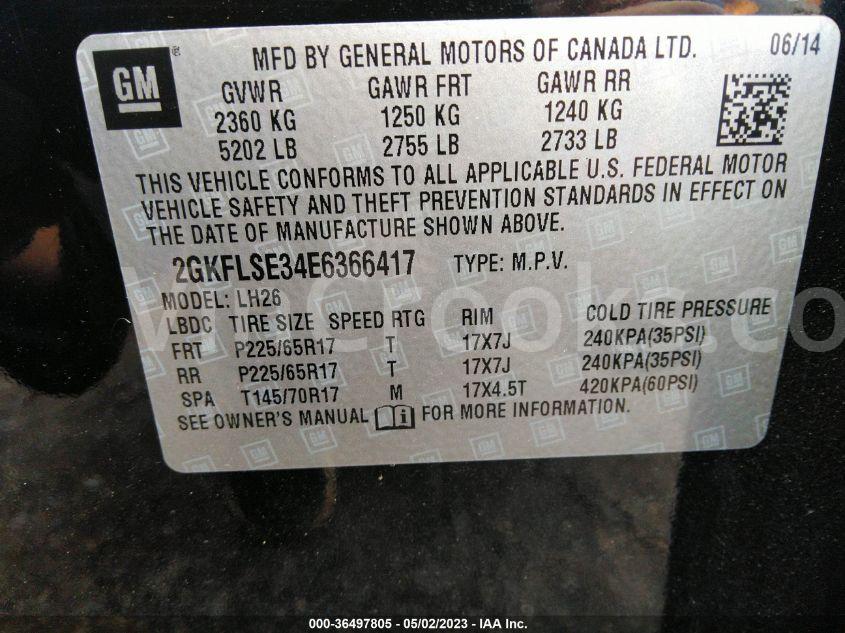 GM
MFD BY GENERAL MOTORS OF CANADA LTD. 06/14
GVWR GAWR FRT GAWR RR
2360 KG 1250 KG 1240 KG
5202 LB 2755 LB 2733 LB
THIS VEHICLE CONFORMS TO ALL APPLICABLE U.S. FEDERAL MOTOR
VEHICLE SAFETY AND THEFT PREVENTION STANDARDS IN EFFECT ON
THE DATE OF MANUFACTURE SHOWN ABOVE.
2GKFLSE34E6366417 TYPE: M.P.V.
MODEL: LH26
LBDC TIRE SIZE SPEED RTG RIM COLD TIRE PRESSURE
FRT P225/65R17 T 17X7J 240KPA(35PSI)
RR P225/65R17 T 17X7J 240KPA(35PSI)
SPA T145/70R17 M 17X4.5T 420KPA(60PSI)
SEE OWNER'S MANUAL FOR MORE INFORMATION.
000-36497805 - 05/02/2023 - IAA Inc.